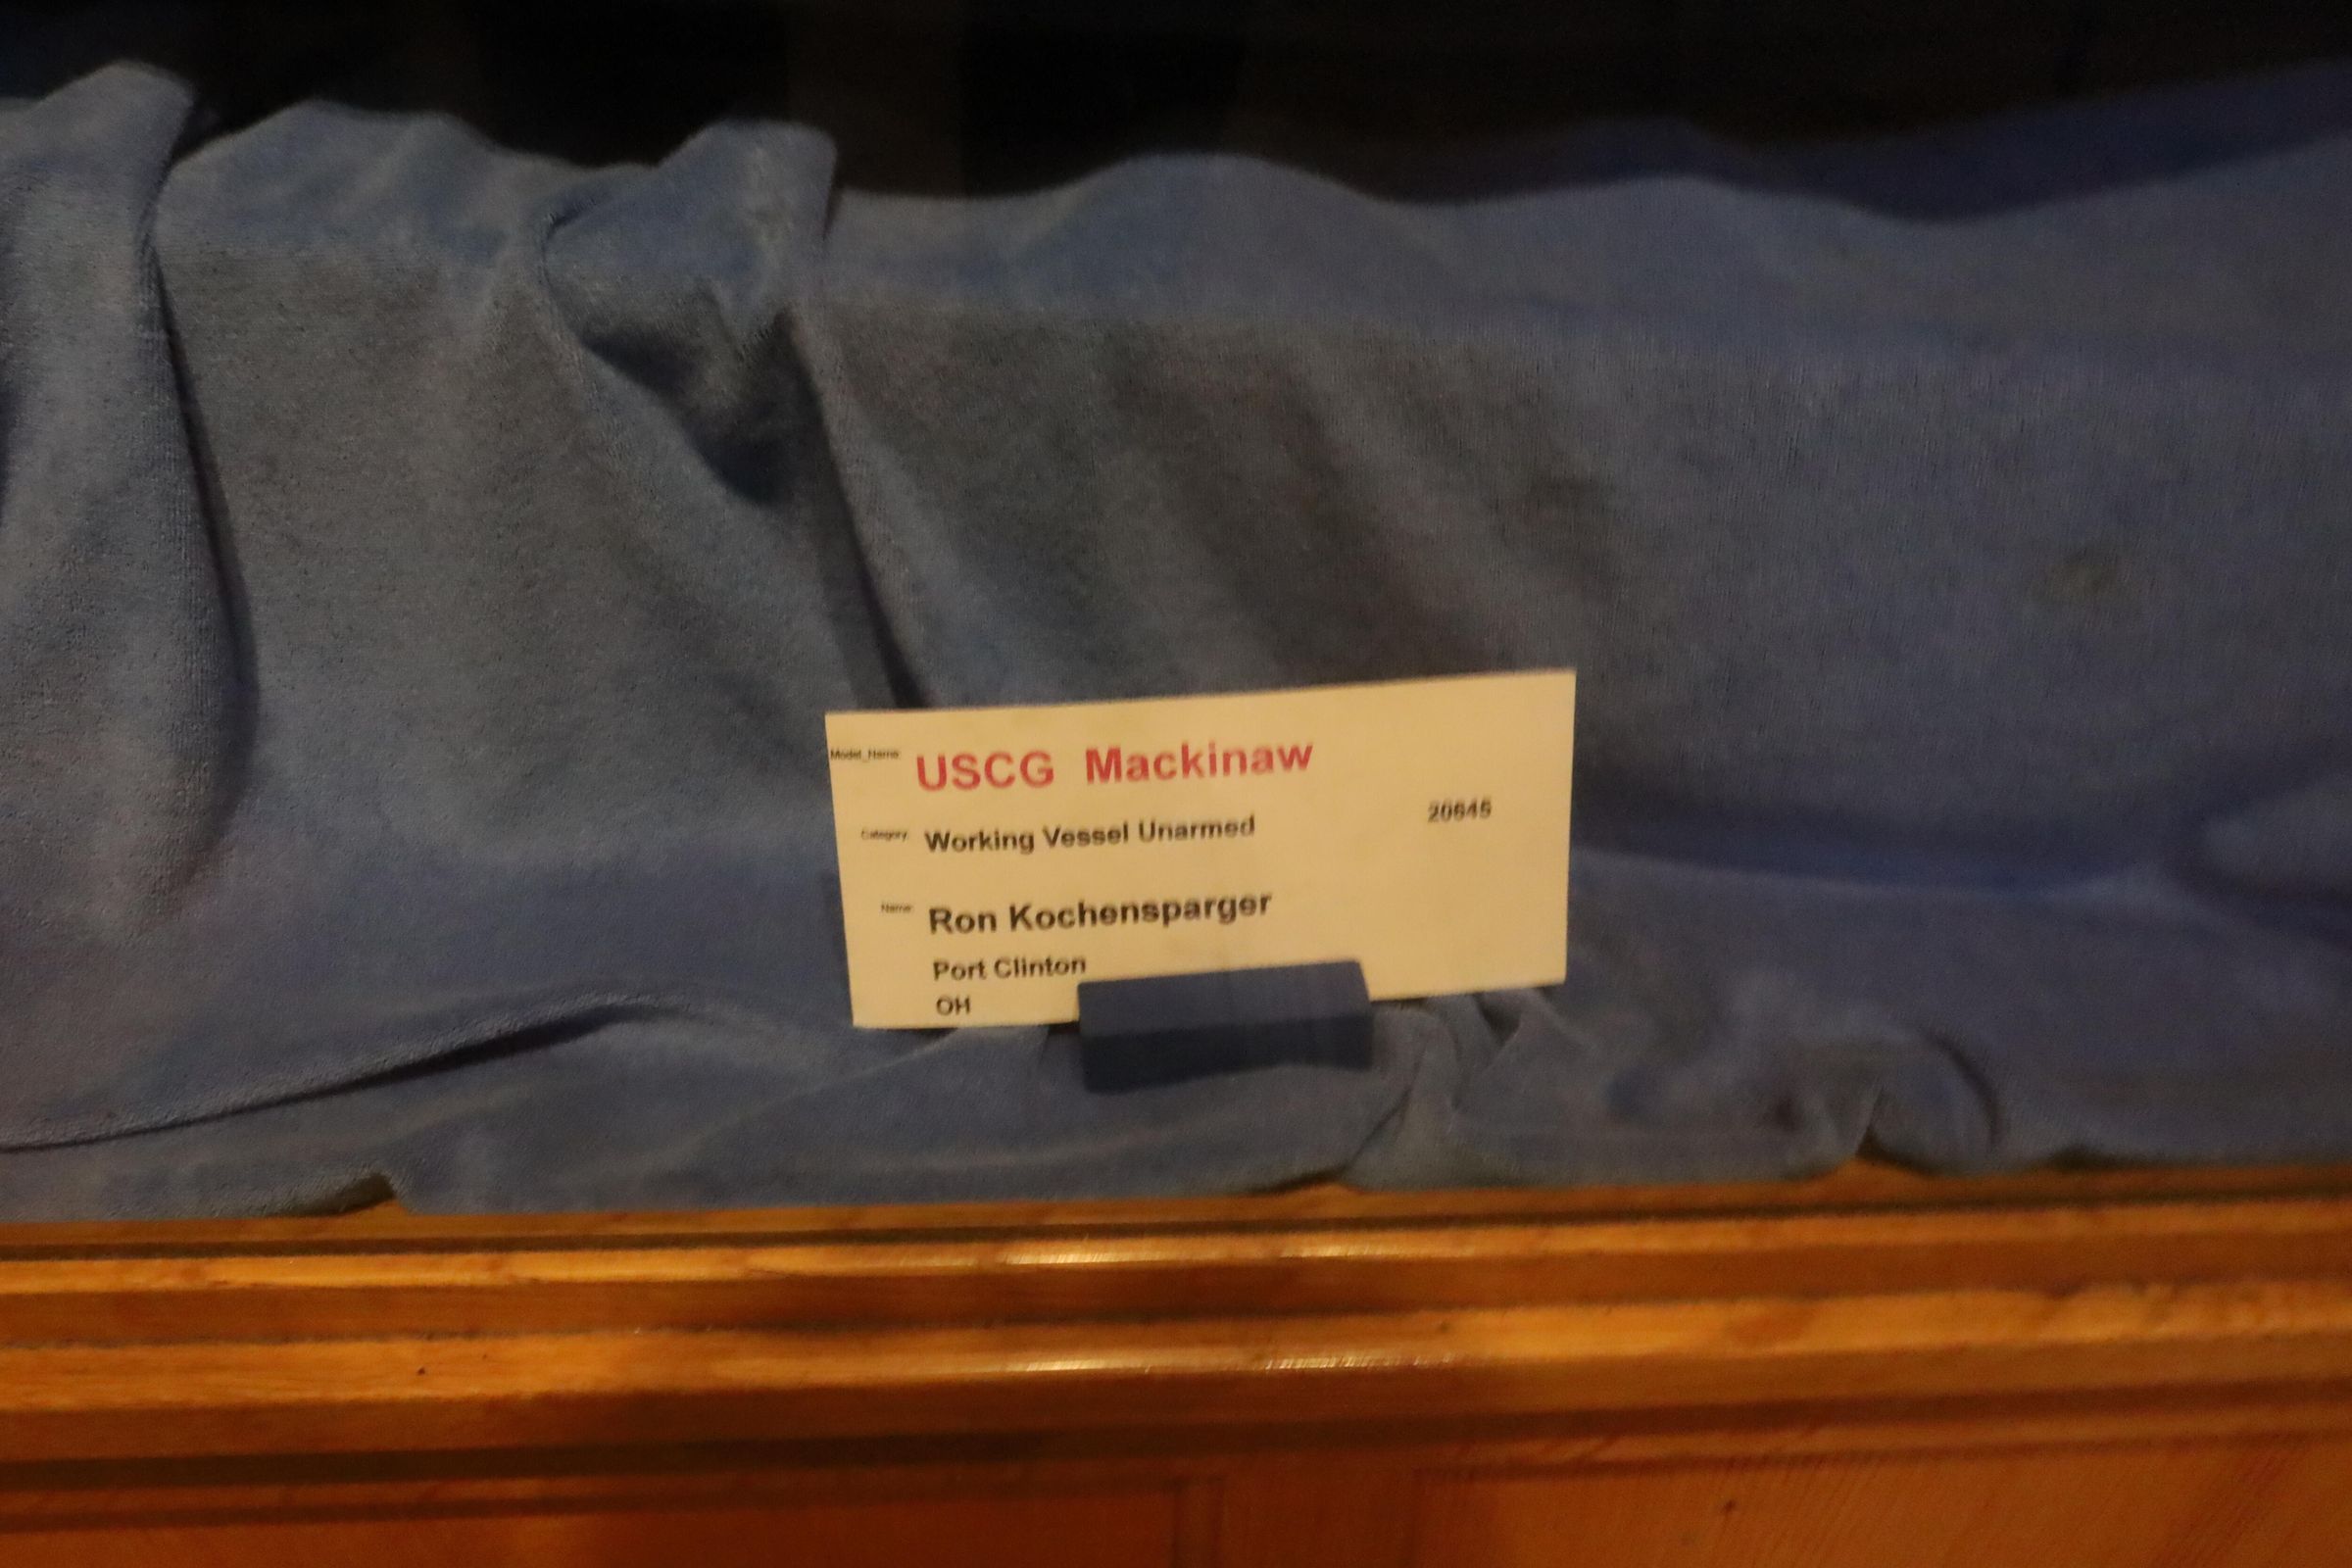 Model_Name: USCG Mackinaw
Category: Working Vessel Unarmed 20645
Name: Ron Kochensparger
Port Clinton
OH